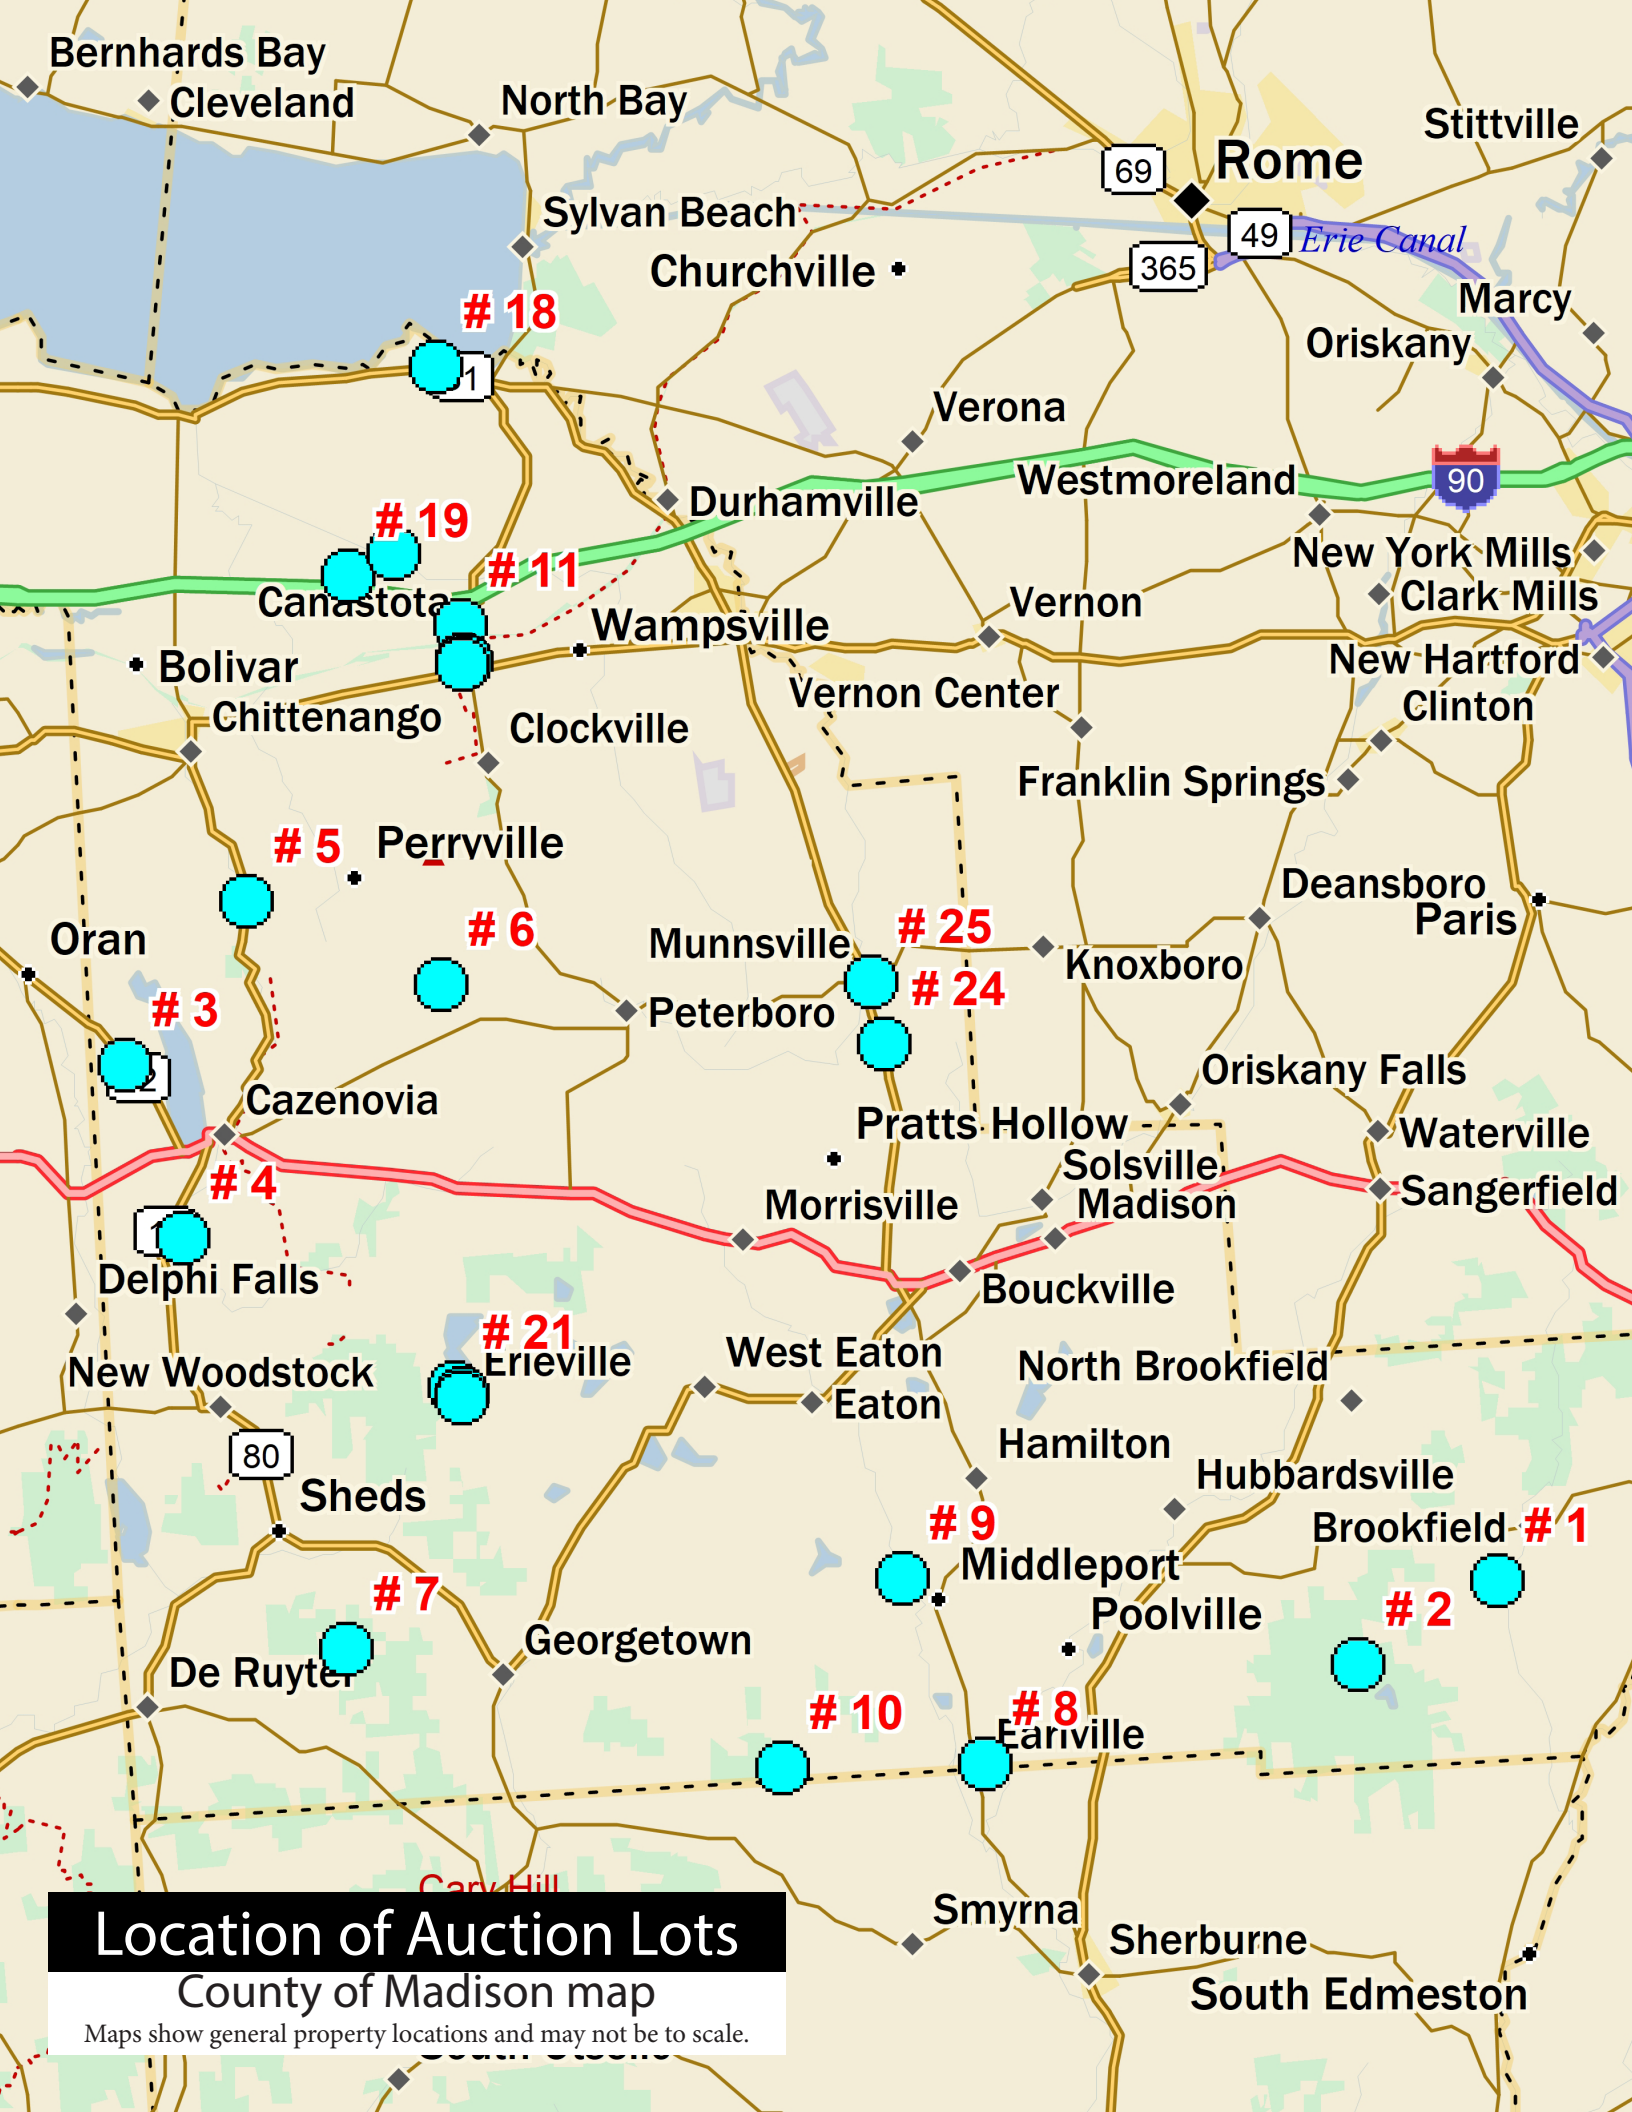 Bernhards Bay
Cleveland
North Bay
Stittville
69
Rome
Sylvan Beach
49
Erie Canal
Churchville
365
Marcy
# 18
Oriskany
1
Verona
Westmoreland
90
Durhamville
# 19
New York Mills
# 11
Canastota
Vernon
Clark Mills
Wampsville
Bolivar
New Hartford
Vernon Center
Clinton
Chittenango
Clockville
Franklin Springs
# 5
Perryville
Deansboro
Paris
# 6
# 25
Oran
Munnsville
Knoxboro
# 24
# 3
Peterboro
2
Oriskany Falls
Cazenovia
Pratts Hollow
Waterville
Solsville
# 4
Morrisville
Madison
Sangerfield
1
Delphi Falls
Bouckville
# 21
Erieville
West Eaton
New Woodstock
North Brookfield
Eaton
80
Hamilton
Hubbardsville
Sheds
# 9
Brookfield
# 1
Middleport
# 7
Poolville
# 2
Georgetown
De Ruyter
# 10
# 8
Earlville
Cary Hill
Location of Auction Lots
Smyrna
Sherburne
County of Madison map
South Edmeston
Maps show general property locations and may not be to scale.